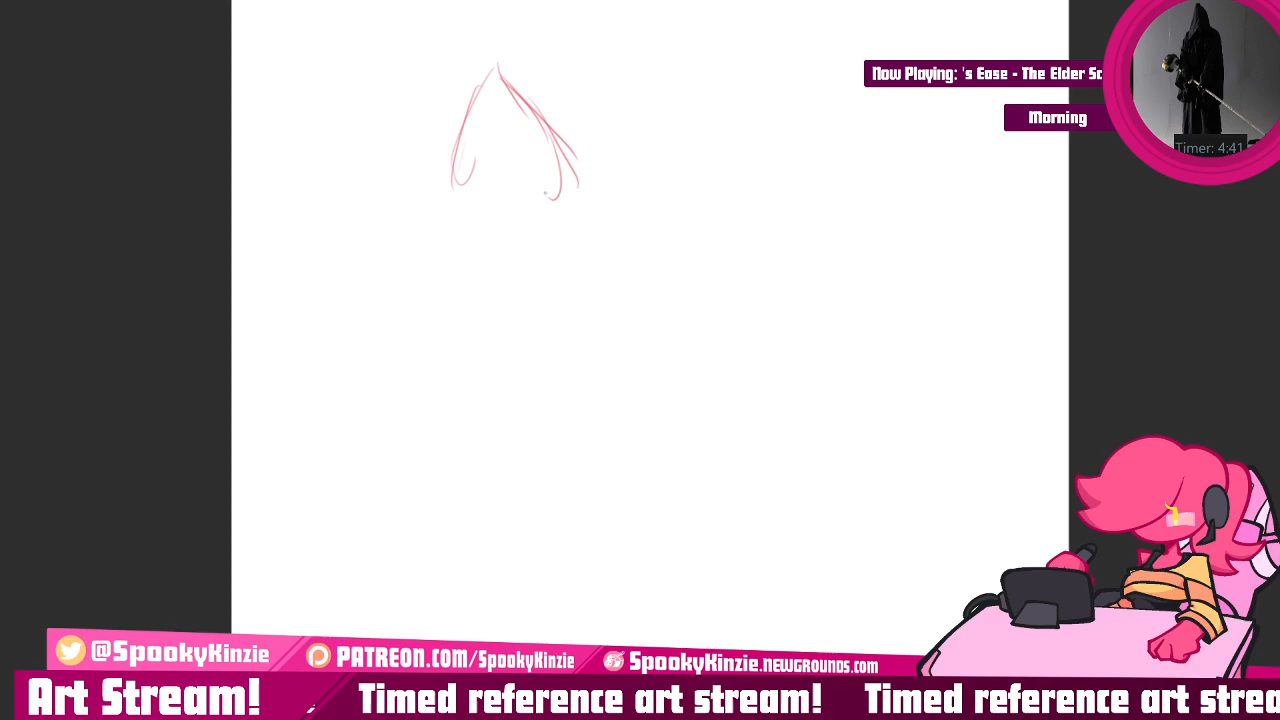 Now Playing: 's Ease - The Elder Sc
Morning
Timer: 4:41
@SpookyKinzie
PATREON.COM/SpookyKinzie
SpookyKinzie.NEWGROUNDS.COM
Art Stream!
Timed reference art stream! Timed reference art strea